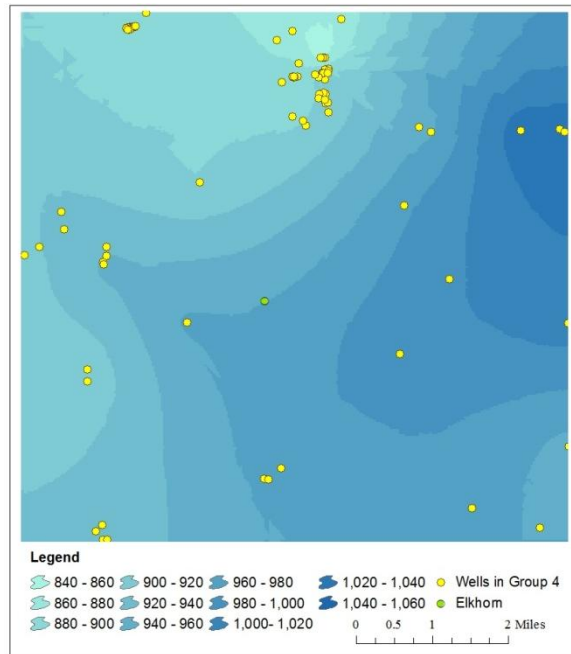 Legend
840 - 860 900 - 920 960 - 980 1,020 - 1,040 Wells in Group 4
860 - 880 920 - 940 980 - 1,000 1,040 - 1,060 Elkhorn
880 - 900 940 - 960 1,000- 1,020
0 0.5 1 2 Miles